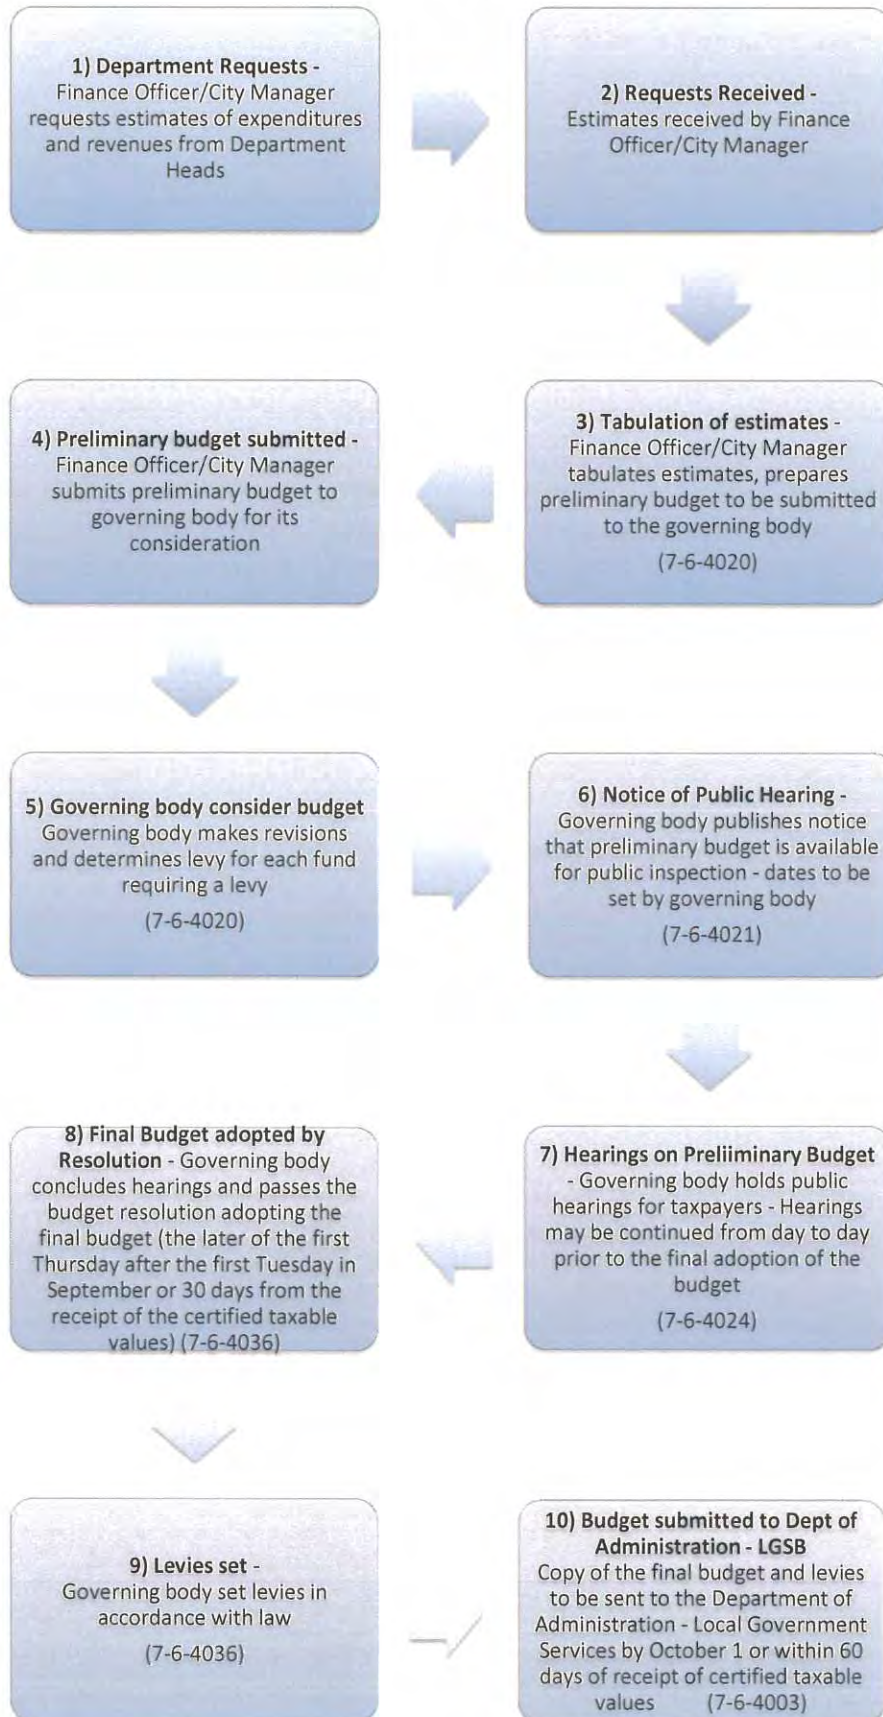 1) Department Requests -
Finance Officer/City Manager
requests estimates of expenditures
and revenues from Department
Heads
2) Requests Received -
Estimates received by Finance
Officer/City Manager
3) Tabulation of estimates -
Finance Officer/City Manager
tabulates estimates, prepares
preliminary budget to be submitted
to the governing body
(7-6-4020)
4) Preliminary budget submitted -
Finance Officer/City Manager
submits preliminary budget to
governing body for its
consideration
5) Governing body consider budget
Governing body makes revisions
and determines levy for each fund
requiring a levy
(7-6-4020)
6) Notice of Public Hearing -
Governing body publishes notice
that preliminary budget is available
for public inspection - dates to be
set by governing body
(7-6-4021)
7) Hearings on Preliiminary Budget
- Governing body holds public
hearings for taxpayers - Hearings
may be continued from day to day
prior to the final adoption of the
budget
(7-6-4024)
8) Final Budget adopted by
Resolution - Governing body
concludes hearings and passes the
budget resolution adopting the
final budget (the later of the first
Thursday after the first Tuesday in
September or 30 days from the
receipt of the certified taxable
values) (7-6-4036)
9) Levies set -
Governing body set levies in
accordance with law
(7-6-4036)
10) Budget submitted to Dept of
Administration - LGSB
Copy of the final budget and levies
to be sent to the Department of
Administration - Local Government
Services by October 1 or within 60
days of receipt of certified taxable
values (7-6-4003)